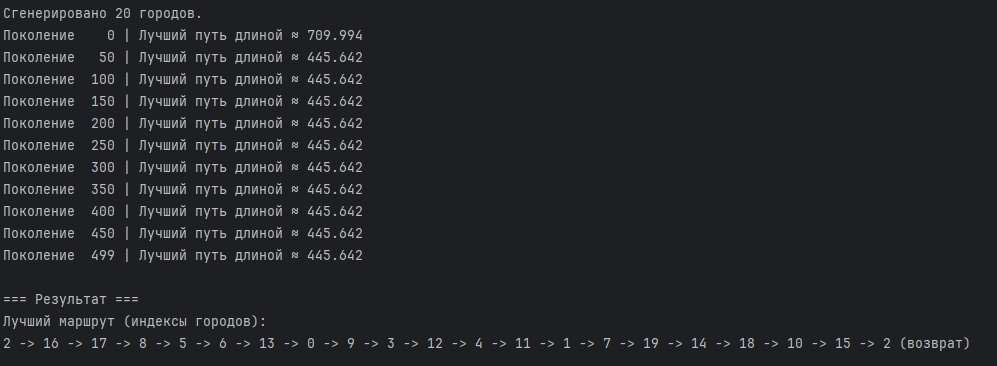 Сгенерировано 20 городов.
Поколение    0 | Лучший путь длиной ≈ 709.994
Поколение   50 | Лучший путь длиной ≈ 445.642
Поколение  100 | Лучший путь длиной ≈ 445.642
Поколение  150 | Лучший путь длиной ≈ 445.642
Поколение  200 | Лучший путь длиной ≈ 445.642
Поколение  250 | Лучший путь длиной ≈ 445.642
Поколение  300 | Лучший путь длиной ≈ 445.642
Поколение  350 | Лучший путь длиной ≈ 445.642
Поколение  400 | Лучший путь длиной ≈ 445.642
Поколение  450 | Лучший путь длиной ≈ 445.642
Поколение  499 | Лучший путь длиной ≈ 445.642
=== Результат ===
Лучший маршрут (индексы городов):
2 -> 16 -> 17 -> 8 -> 5 -> 6 -> 13 -> 0 -> 9 -> 3 -> 12 -> 4 -> 11 -> 1 -> 7 -> 19 -> 14 -> 18 -> 10 -> 15 -> 2 (возврат)